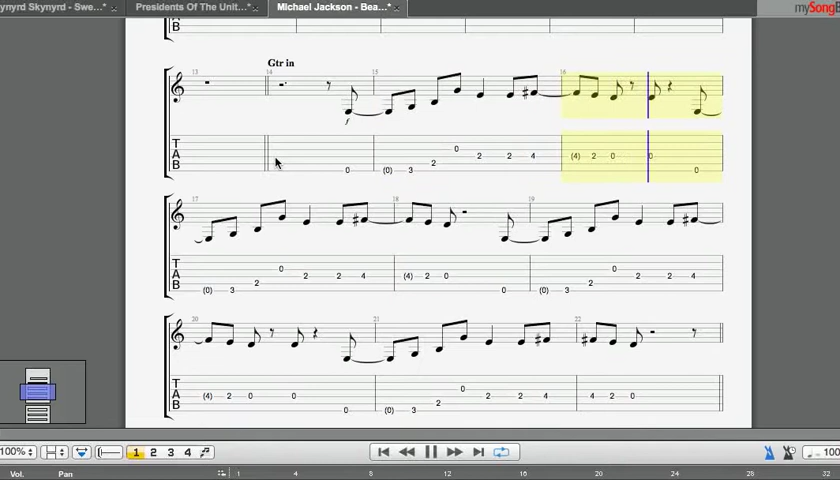 ynyrd Skynyrd - Swe...* Presidents Of The Unit...* Michael Jackson - Bea...* mySongB
13 Gtr in 14 15 16
f
T A B 0 (0) 3 2 0 2 2 4 (4) 2 0 0 0
17 18 19
T A B (0) 3 2 0 2 2 4 (4) 2 0 0 (0) 3 2 0 2 2 4
20 21 22
T A B (4) 2 0 0 0 (0) 3 2 0 2 2 4 4 2 0
100% 1 2 3 4 100
Vol. Pan 1 4 8 12 16 20 24 28 32